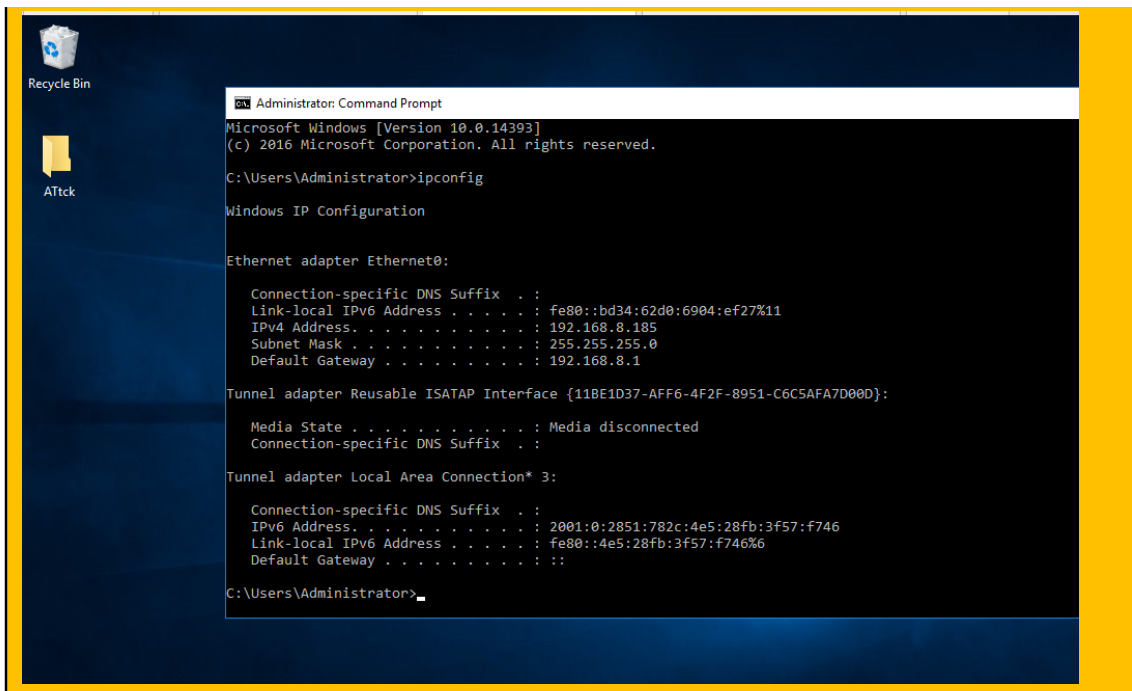 Recycle Bin
ATtck
Administrator: Command Prompt
Microsoft Windows [Version 10.0.14393]
(c) 2016 Microsoft Corporation. All rights reserved.
C:\Users\Administrator>ipconfig
Windows IP Configuration
Ethernet adapter Ethernet0:
Connection-specific DNS Suffix  . :
Link-local IPv6 Address . . . . . : fe80::bd34:62d0:6904:ef27%11
IPv4 Address. . . . . . . . . . . : 192.168.8.185
Subnet Mask . . . . . . . . . . . : 255.255.255.0
Default Gateway . . . . . . . . . : 192.168.8.1
Tunnel adapter Reusable ISATAP Interface {11BE1D37-AFF6-4F2F-8951-C6C5AFA7D00D}:
Media State . . . . . . . . . . . : Media disconnected
Connection-specific DNS Suffix  . :
Tunnel adapter Local Area Connection* 3:
Connection-specific DNS Suffix  . :
IPv6 Address. . . . . . . . . . . : 2001:0:2851:782c:4e5:28fb:3f57:f746
Link-local IPv6 Address . . . . . : fe80::4e5:28fb:3f57:f746%6
Default Gateway . . . . . . . . . : ::
C:\Users\Administrator>